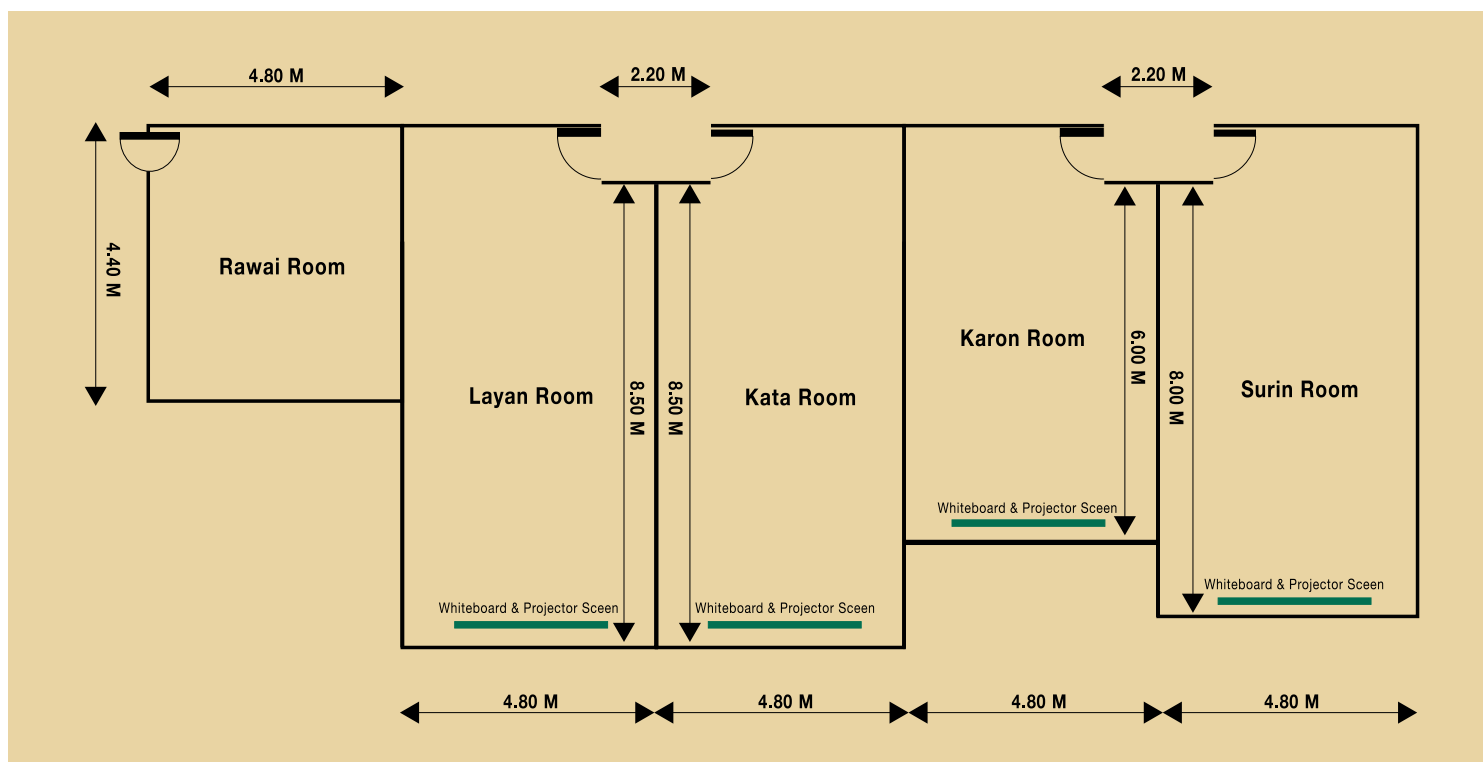 4.80 M
2.20 M
2.20 M
4.40 M
Rawai Room
Layan Room
8.50 M
8.50 M
Kata Room
Karon Room
6.00 M
8.00 M
Surin Room
Whiteboard & Projector Sceen
Whiteboard & Projector Sceen
Whiteboard & Projector Sceen
Whiteboard & Projector Sceen
4.80 M
4.80 M
4.80 M
4.80 M